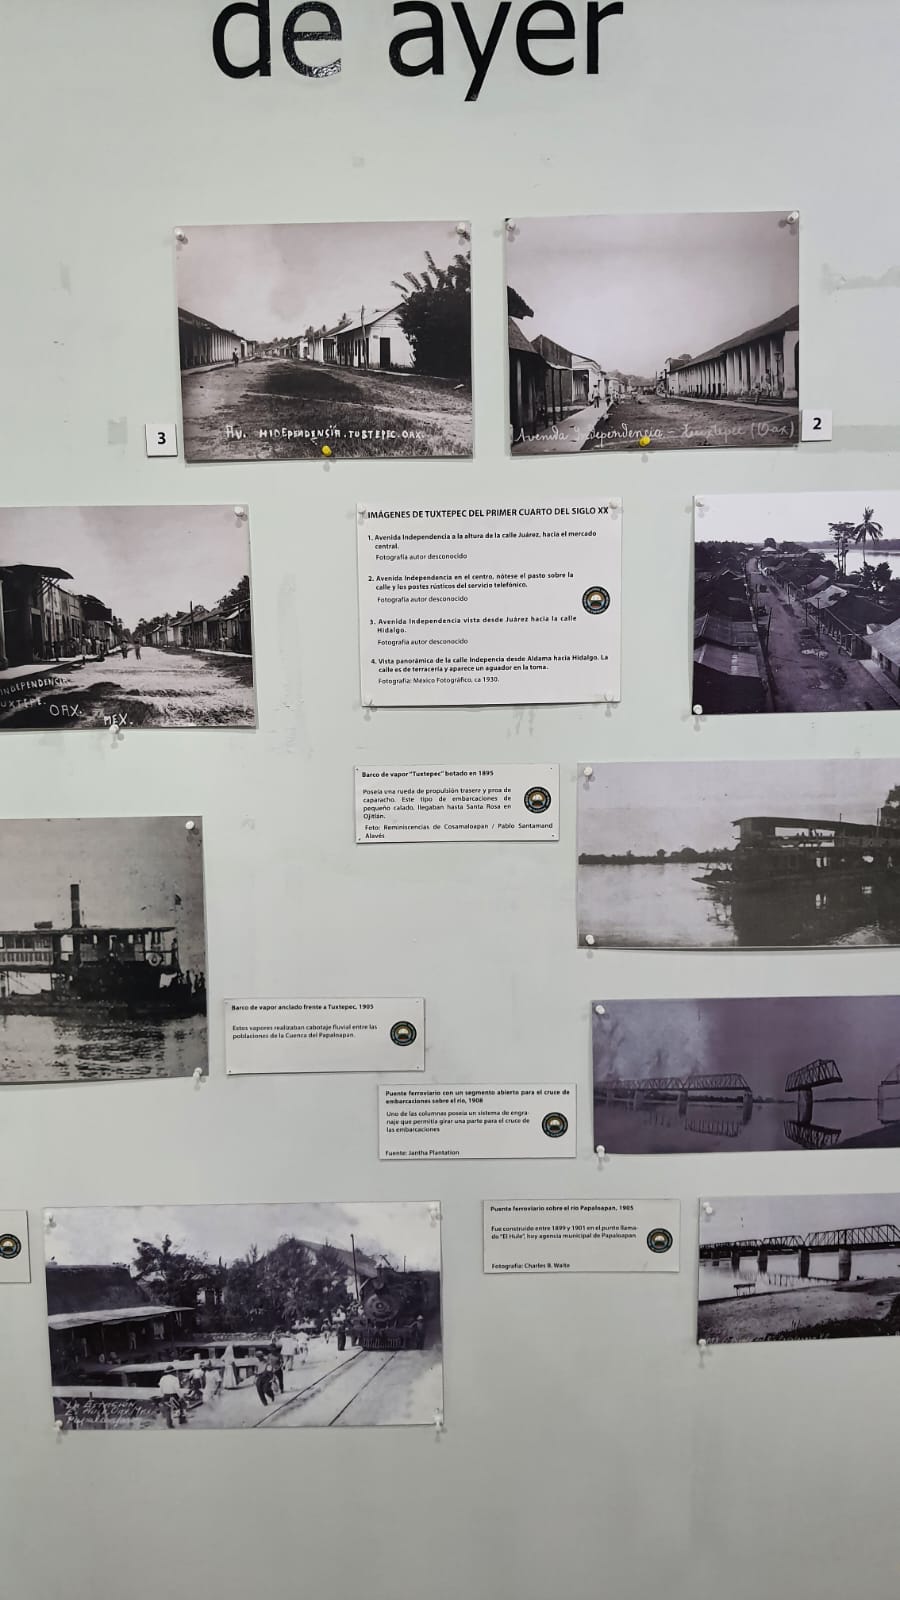 de ayer
3
Av. INDEPENDENCIA. TUXTEPEC. OAX.
Avenida Independencia - Tuxtepec (Oax)
2
IMÁGENES DE TUXTEPEC DEL PRIMER CUARTO DEL SIGLO XX
1. Avenida Independencia a la altura de la calle Juárez, hacia el mercado
central.
Fotografía autor desconocido
2. Avenida Independencia en el centro, nótese el pasto sobre la
calle y los postes rústicos del servicio telefónico.
Fotografía autor desconocido
3. Avenida Independencia vista desde Juárez hacia la calle
Hidalgo.
Fotografía autor desconocido
4. Vista panorámica de la calle Indepencia desde Aldama hacia Hidalgo. La
calle es de terracería y aparece un aguador en la toma.
Fotografía: México Fotográfico, ca 1930.
INDEPENDENCIA
UXTEPEC.
OAX.
MEX.
Barco de vapor "Tuxtepec" botado en 1895
Poseía una rueda de propulsión trasera y proa de
caparacho. Este tipo de embarcaciones de
pequeño calado, llegaban hasta Santa Rosa en
Ojitlán.
Foto: Reminiscencias de Cosamaloapan / Pablo Santamand
Alavés
Barco de vapor anclado frente a Tuxtepec, 1905
Estos vapores realizaban cabotaje fluvial entre las
poblaciones de la Cuenca del Papaloapan.
Puente ferroviario con un segmento abierto para el cruce de
embarcaciones sobre el río, 1908
Uno de las columnas poseía un sistema de engra-
naje que permitía girar una parte para el cruce de
las embarcaciones
Fuente: Jantha Plantation
Puente ferroviario sobre el río Papaloapan, 1905
Fue construido entre 1899 y 1901 en el punto llama-
do "El Hule", hoy agencia municipal de Papaloapan
Fotografía: Charles B. Waite
La Estación